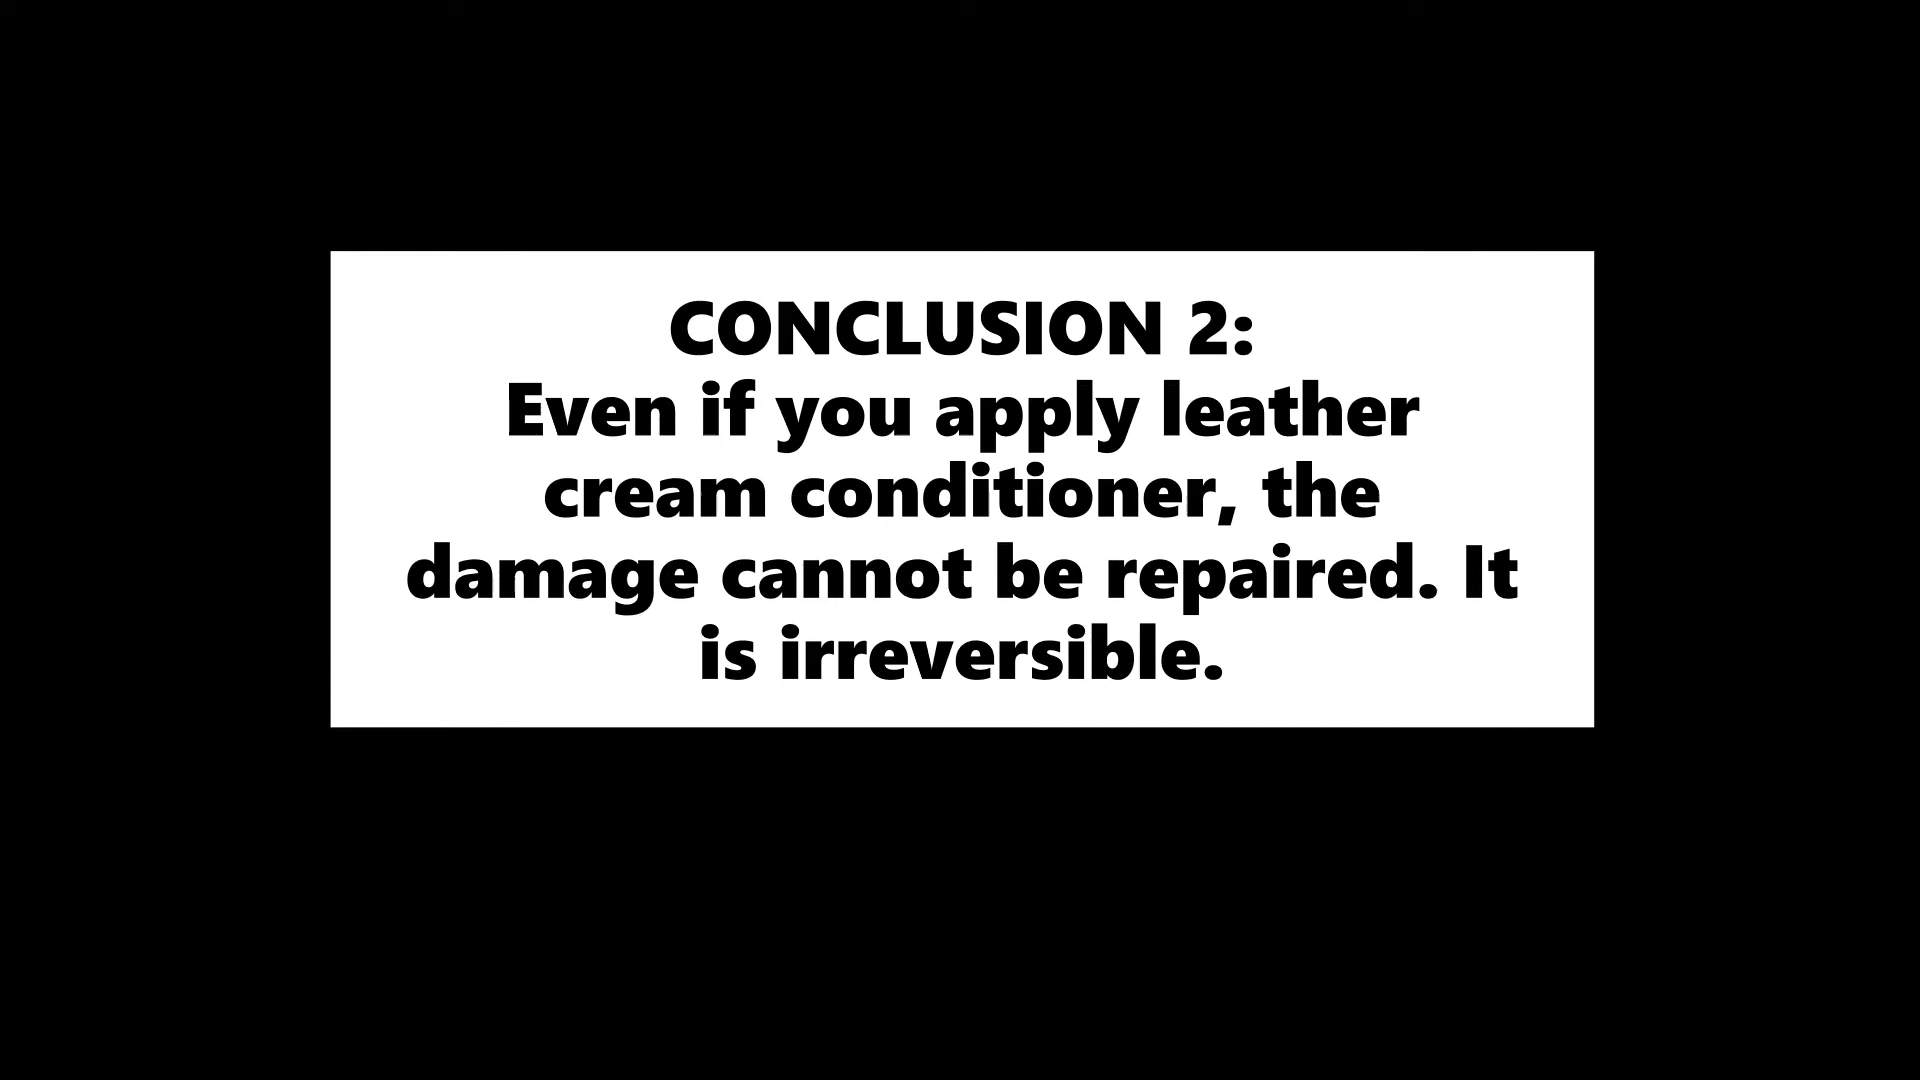 CONCLUSION 2:
Even if you apply leather
cream conditioner, the
damage cannot be repaired. It
is irreversible.